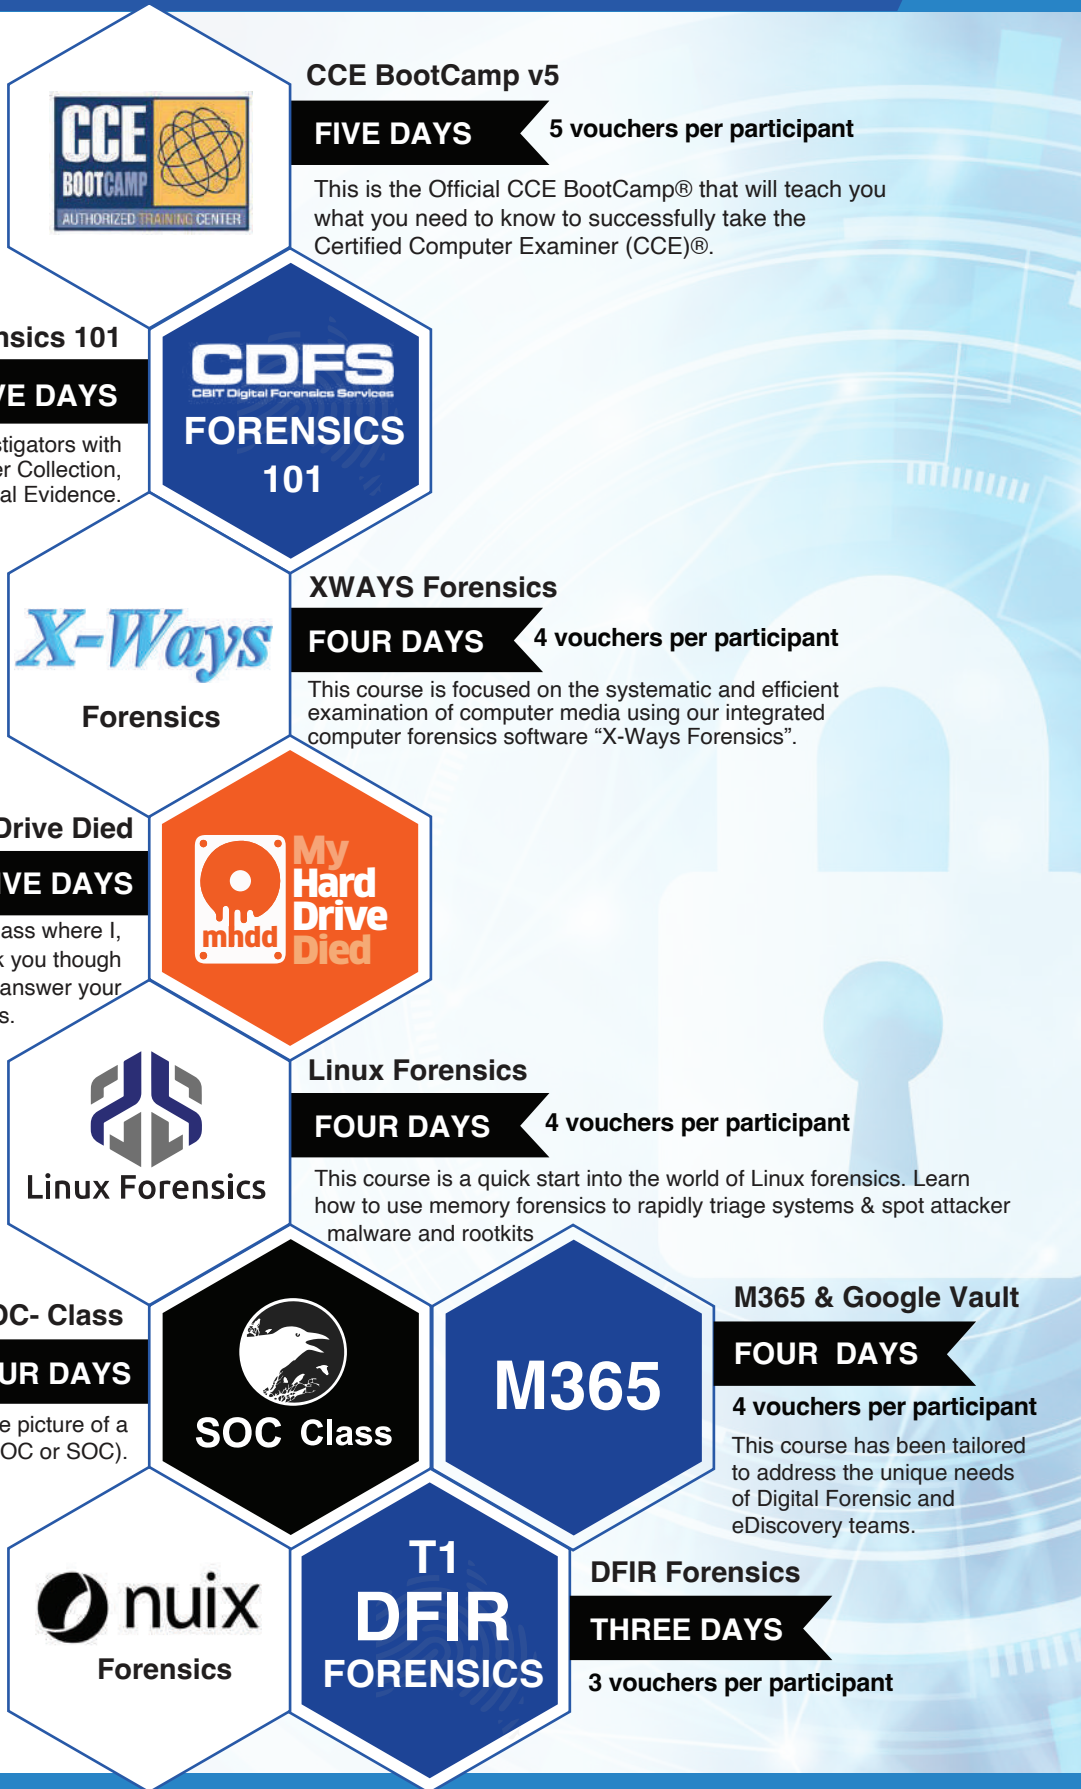 CCE BootCamp v5
CCE
BOOTCAMP
AUTHORIZED TRAINING CENTER
FIVE DAYS
5 vouchers per participant
This is the Official CCE BootCamp® that will teach you
what you need to know to successfully take the
Certified Computer Examiner (CCE)®.
nsics 101
VE DAYS
stigators with
er Collection,
al Evidence.
CDFS
CBIT Digital Forensics Services
FORENSICS
101
X-Ways
Forensics
XWAYS Forensics
FOUR DAYS
4 vouchers per participant
This course is focused on the systematic and efficient
examination of computer media using our integrated
computer forensics software “X-Ways Forensics”.
Drive Died
IVE DAYS
ass where I,
k you though
answer your
s.
mhdd
My
Hard
Drive
Died
Linux Forensics
Linux Forensics
FOUR DAYS
4 vouchers per participant
This course is a quick start into the world of Linux forensics. Learn
how to use memory forensics to rapidly triage systems & spot attacker
malware and rootkits
OC- Class
UR DAYS
e picture of a
OC or SOC).
SOC Class
M365
M365 & Google Vault
FOUR DAYS
4 vouchers per participant
This course has been tailored
to address the unique needs
of Digital Forensic and
eDiscovery teams.
nuix
Forensics
T1
DFIR
FORENSICS
DFIR Forensics
THREE DAYS
3 vouchers per participant